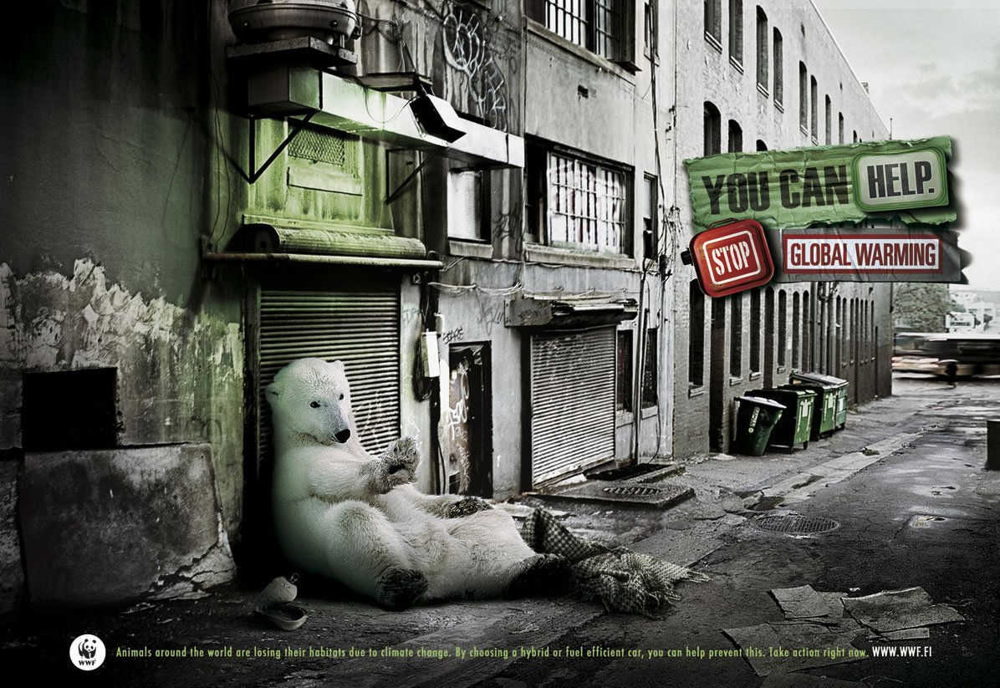 YOU CAN HELP.
STOP GLOBAL WARMING
WWF
Animals around the world are losing their habitats due to climate change. By choosing a hybrid or fuel efficient car, you can help prevent this. Take action right now. WWW.WWF.FI